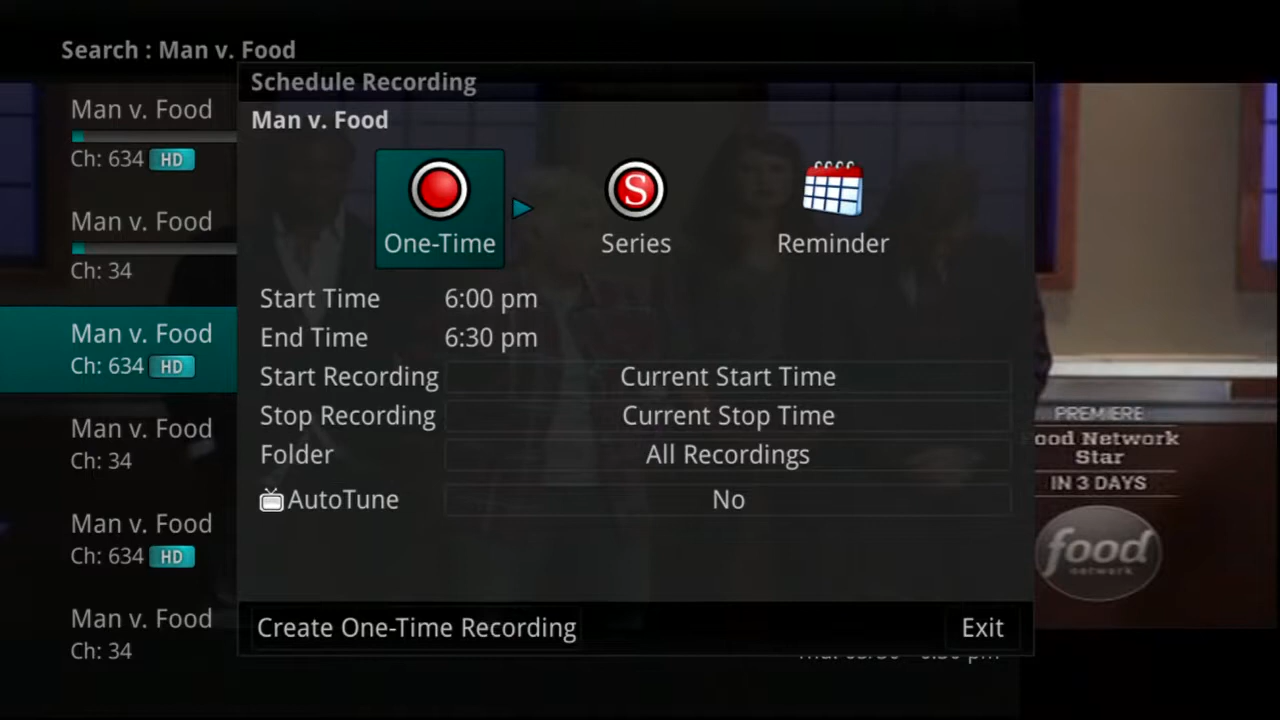 Search : Man v. Food
Schedule Recording
Man v. Food
One-Time
S
Series
Reminder
Start Time 6:00 pm
End Time 6:30 pm
Start Recording Current Start Time
Stop Recording Current Stop Time
Folder All Recordings
AutoTune No
Create One-Time Recording Exit
Man v. Food
Ch: 634 HD
Man v. Food
Ch: 34
Man v. Food
Ch: 634 HD
Man v. Food
Ch: 34
Man v. Food
Ch: 634 HD
Man v. Food
Ch: 34
PREMIERE
ood Network
Star
IN 3 DAYS
food
network